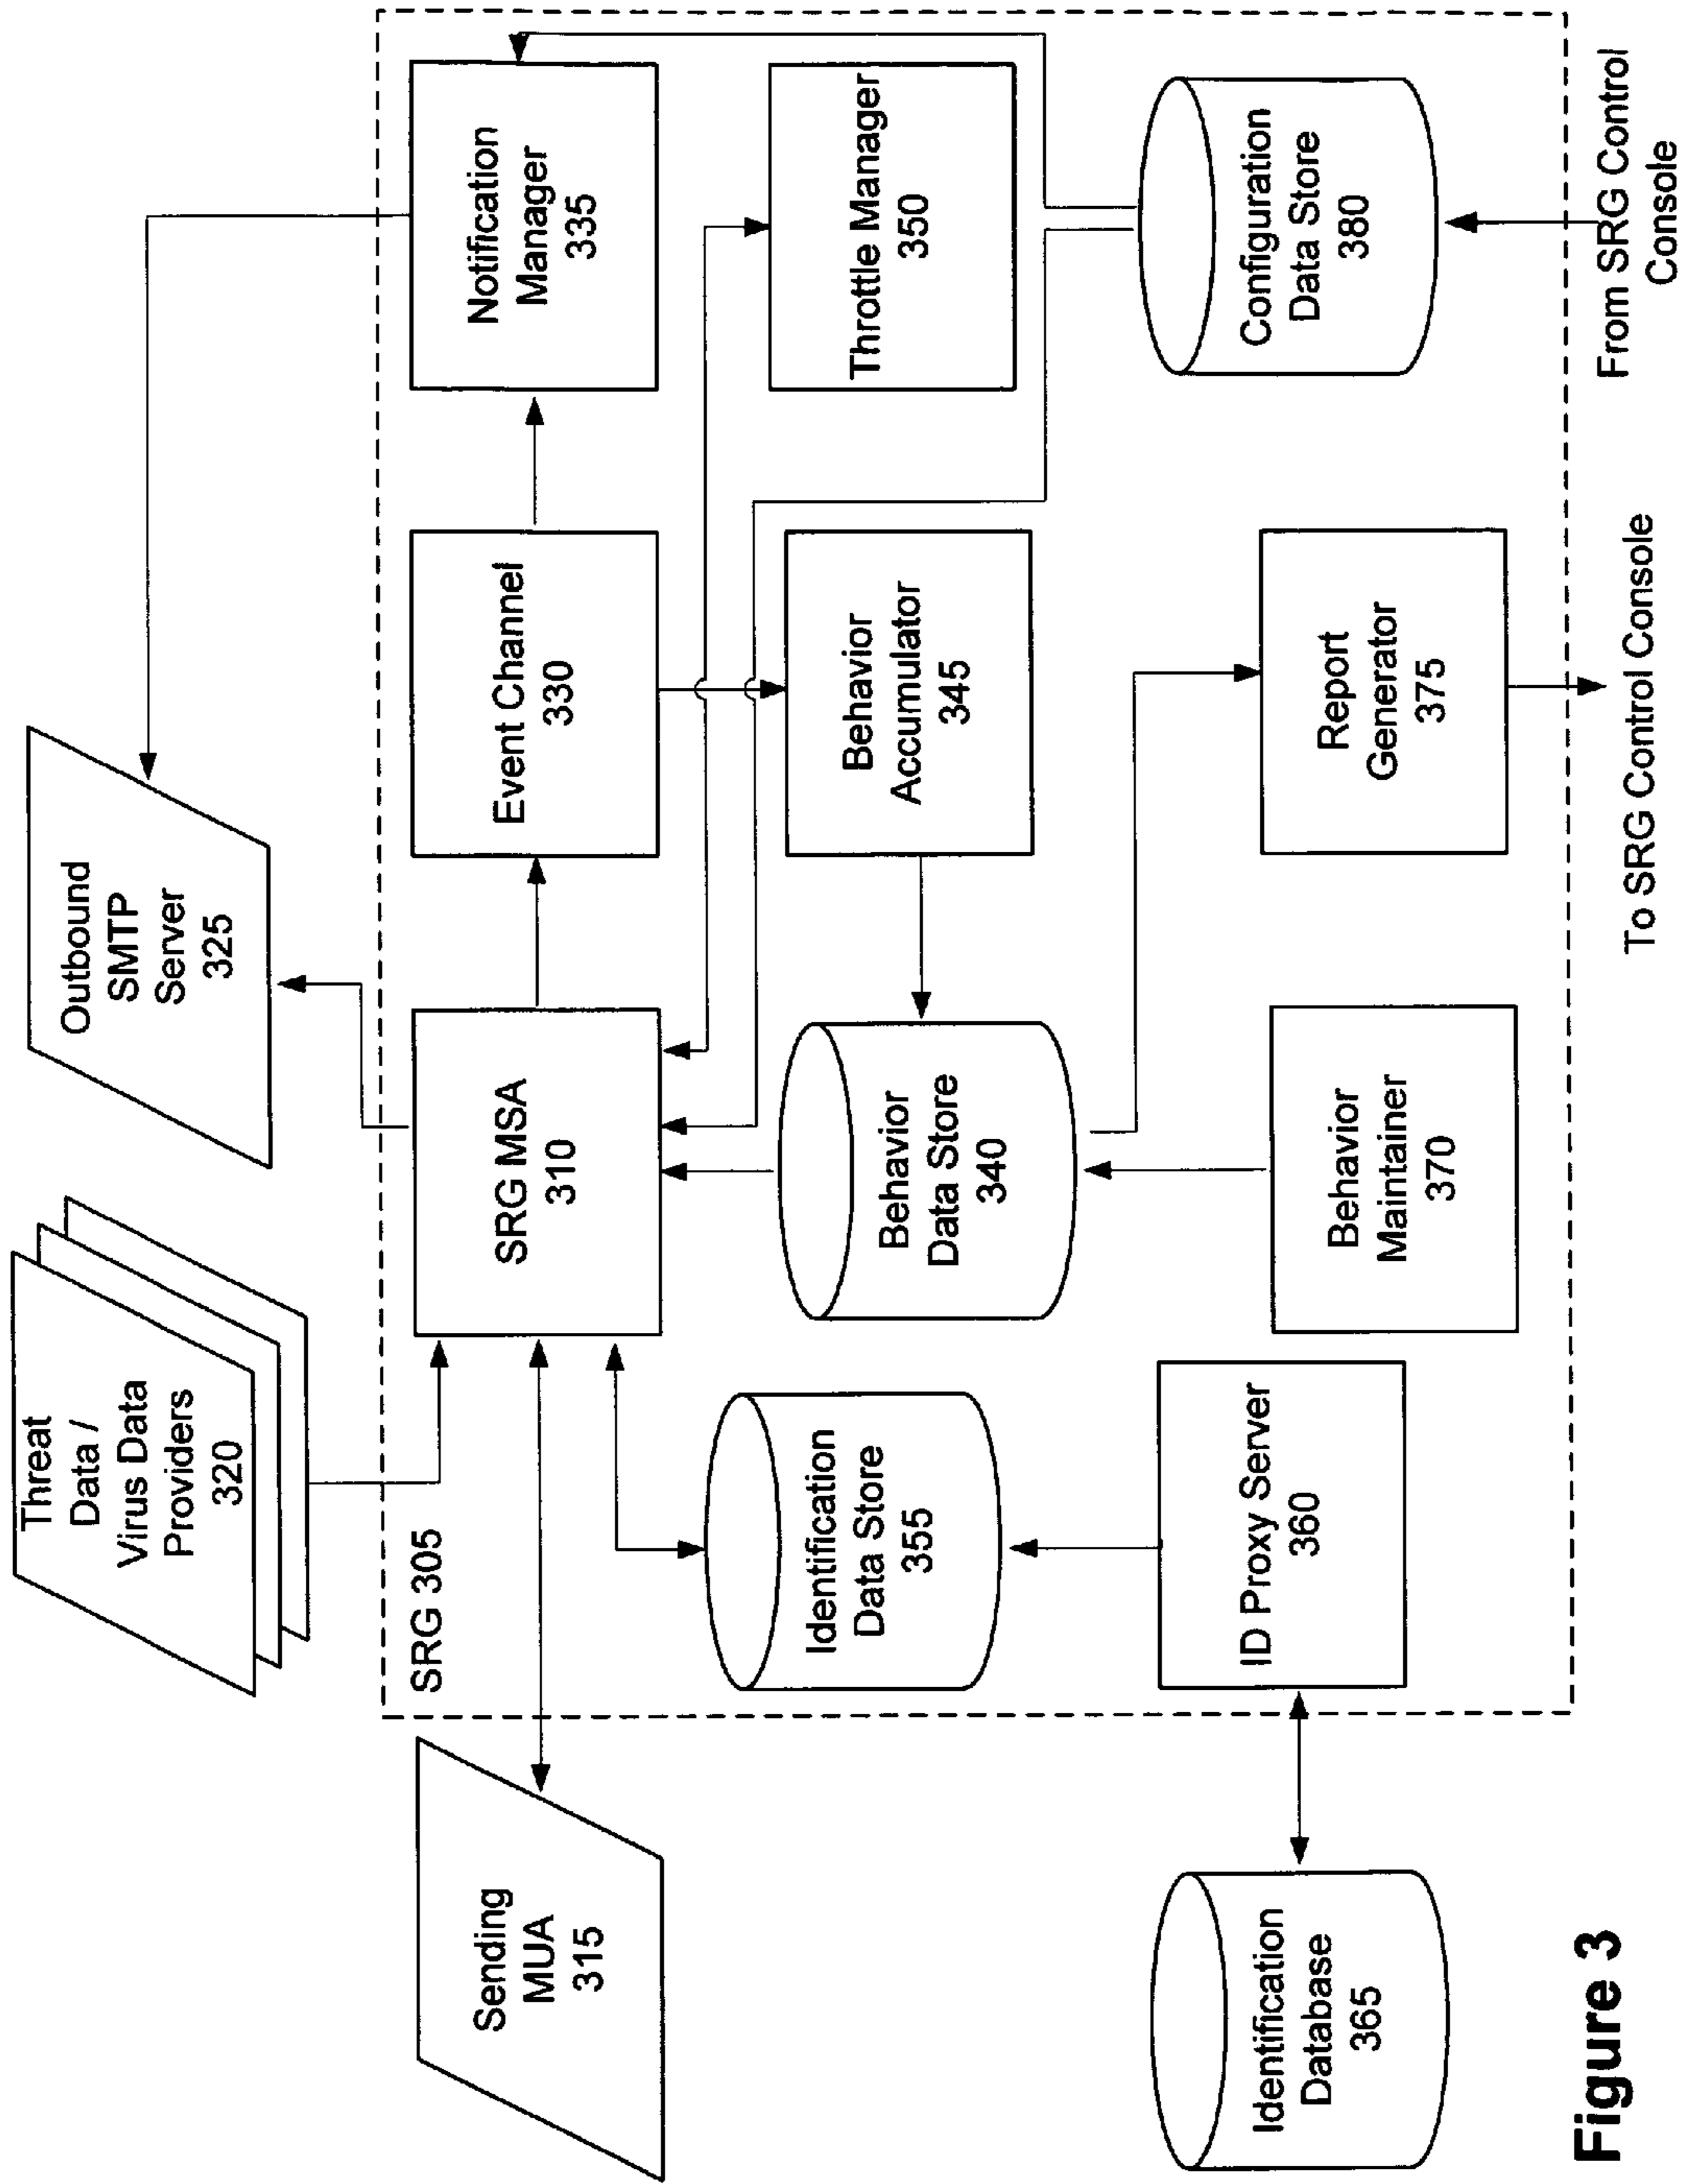 Threat
Data /
Virus Data
Providers
320
Outbound
SMTP
Server
325
SRG 305
Sending
MUA
315
SRG MSA
310
Event Channel
330
Notification
Manager
335
Identification
Data Store
355
Behavior
Data Store
340
Behavior
Accumulator
345
Throttle Manager
350
Identification
Database
365
ID Proxy Server
360
Behavior
Maintainer
370
Report
Generator
375
Configuration
Data Store
380
To SRG Control Console
From SRG Control
Console
Figure 3